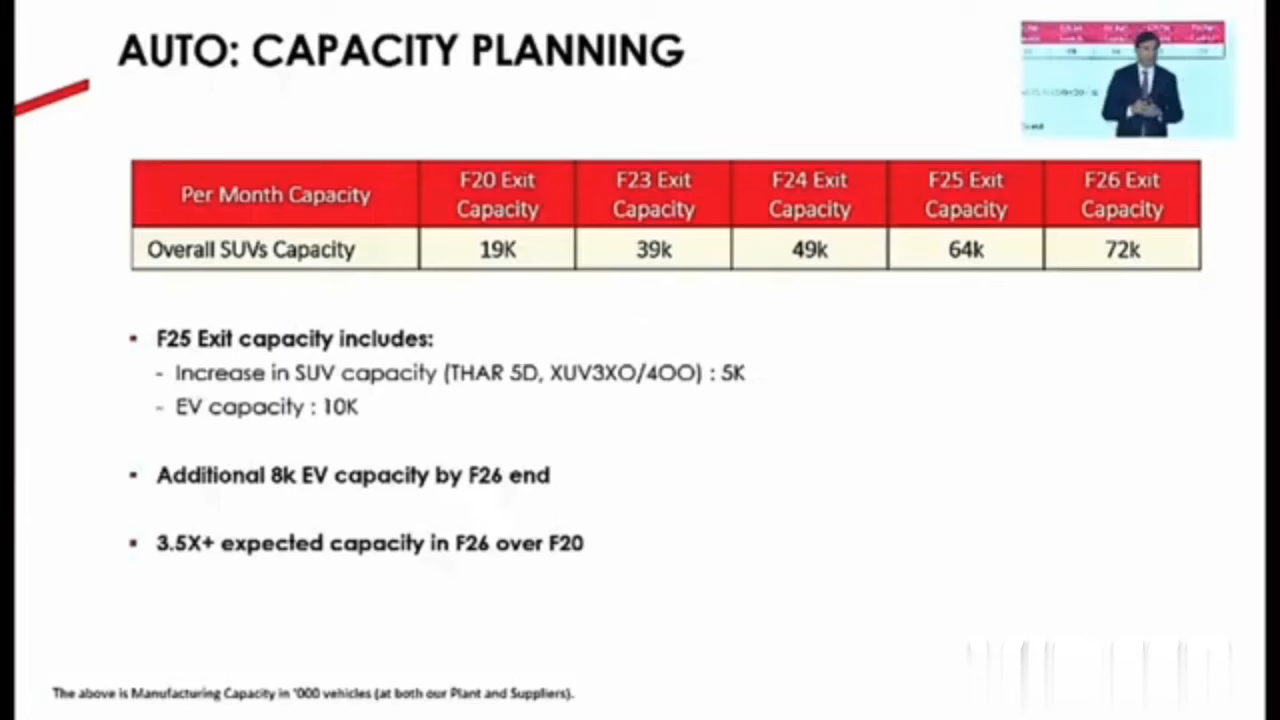 AUTO: CAPACITY PLANNING
Per Month Capacity
F20 Exit
Capacity
F23 Exit
Capacity
F24 Exit
Capacity
F25 Exit
Capacity
F26 Exit
Capacity
Overall SUVs Capacity 19K 39k 49k 64k 72k
▪ F25 Exit capacity includes:
- Increase in SUV capacity (THAR 5D, XUV3XO/4OO) : 5K
- EV capacity : 10K
▪ Additional 8k EV capacity by F26 end
▪ 3.5X+ expected capacity in F26 over F20
The above is Manufacturing Capacity in '000 vehicles (at both our Plant and Suppliers).